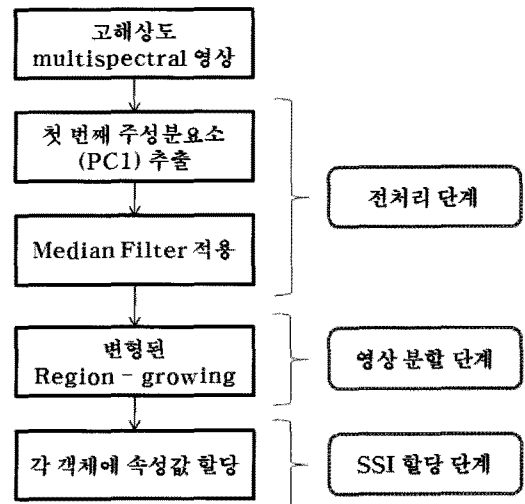 고해상도
multispectral 영상
첫 번째 주성분요소
(PC1) 추출
전처리 단계
Median Filter 적용
변형된
Region - growing
영상 분할 단계
각 객체에 속성값 할당
SSI 할당 단계